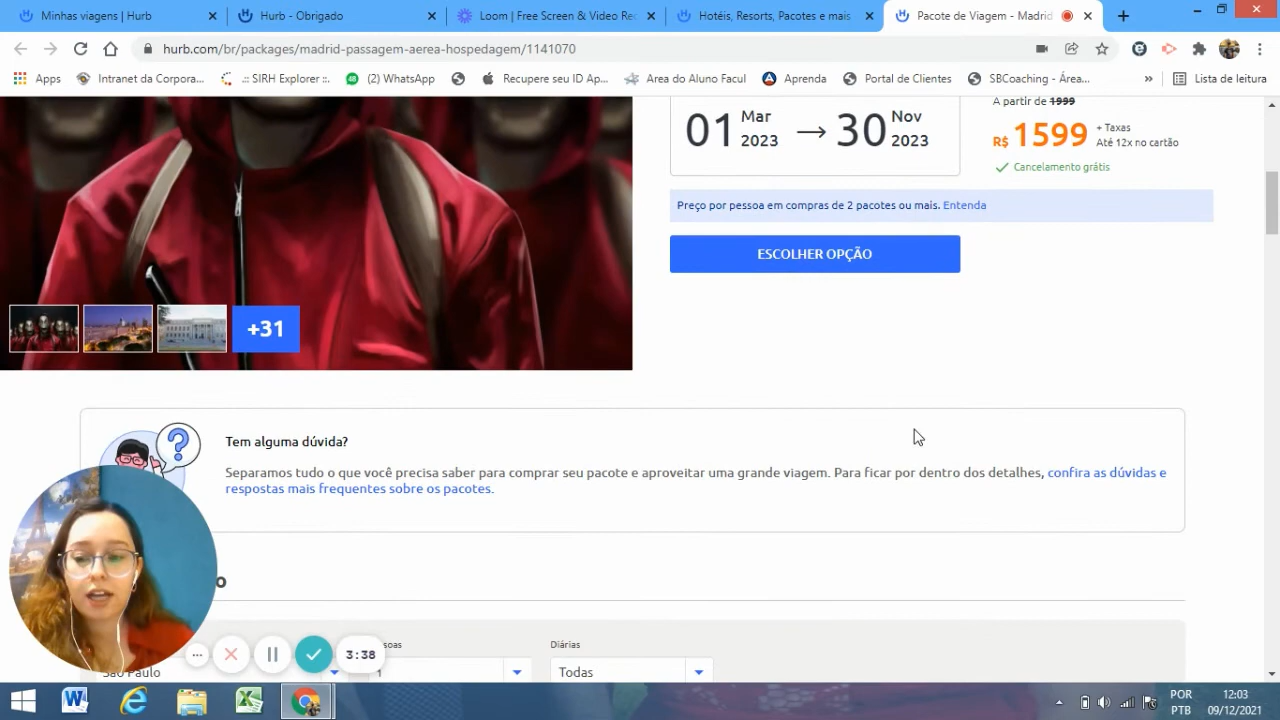 Minhas viagens | Hurb
Hurb - Obrigado
Loom | Free Screen & Video Rec
Hotéis, Resorts, Pacotes e mais
Pacote de Viagem - Madrid
hurb.com/br/packages/madrid-passagem-aerea-hospedagem/1141070
Apps
Intranet da Corpora...
.:: SIRH Explorer ::.
(2) WhatsApp
Recupere seu ID Ap...
Area do Aluno Facul
Aprenda
Portal de Clientes
SBCoaching - Área...
»
Lista de leitura
01 Mar 2023 → 30 Nov 2023
A partir de 1999
R$ 1599 + Taxas
Até 12x no cartão
Cancelamento grátis
Preço por pessoa em compras de 2 pacotes ou mais. Entenda
ESCOLHER OPÇÃO
+31
Tem alguma dúvida?
Separamos tudo o que você precisa saber para comprar seu pacote e aproveitar uma grande viagem. Para ficar por dentro dos detalhes, confira as dúvidas e
respostas mais frequentes sobre os pacotes.
o
soas
Diárias
São Paulo
1
Todas
3:38
POR
PTB
12:03
09/12/2021